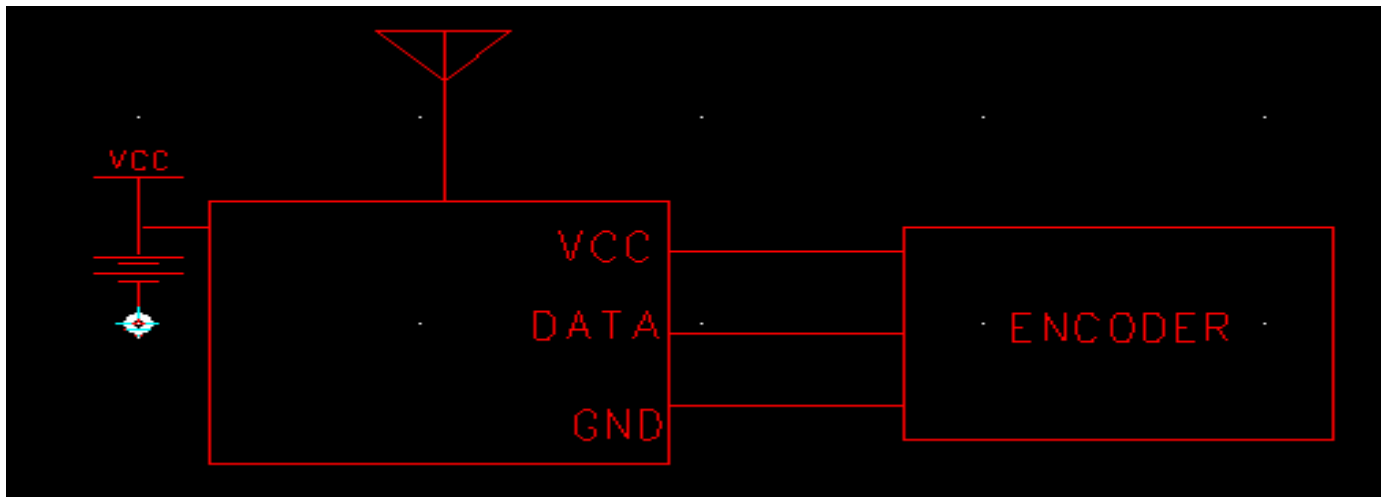 VCC
VCC
DATA
ENCODER
GND